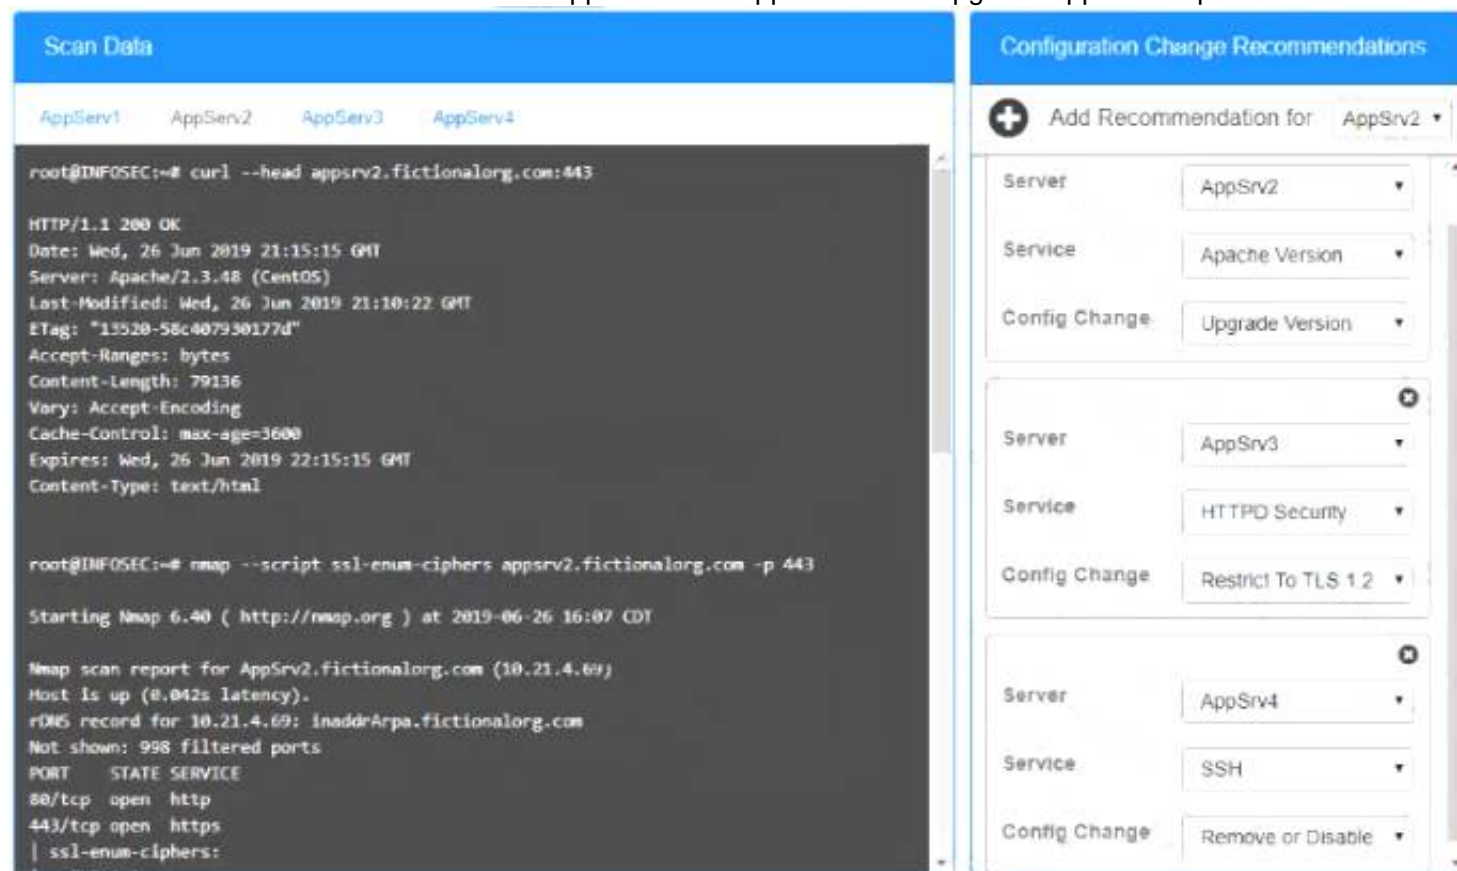 Scan Data
AppServ1 AppServ2 AppServ3 AppServ4
root@INFOSEC:~# curl --head appsrv2.fictionalorg.com:443
HTTP/1.1 200 OK
Date: Wed, 26 Jun 2019 21:15:15 GMT
Server: Apache/2.3.48 (CentOS)
Last-Modified: Wed, 26 Jun 2019 21:10:22 GMT
ETag: "13520-58c407930177d"
Accept-Ranges: bytes
Content-Length: 79136
Vary: Accept-Encoding
Cache-Control: max-age=3600
Expires: Wed, 26 Jun 2019 22:15:15 GMT
Content-Type: text/html
root@INFOSEC:~# nmap --script ssl-enum-ciphers appsrv2.fictionalorg.com -p 443
Starting Nmap 6.40 ( http://nmap.org ) at 2019-06-26 16:07 CDT
Nmap scan report for AppSrv2.fictionalorg.com (10.21.4.69)
Host is up (0.042s latency).
rDNS record for 10.21.4.69: inaddrArpa.fictionalorg.com
Not shown: 998 filtered ports
PORT STATE SERVICE
80/tcp open http
443/tcp open https
| ssl-enum-ciphers:
Configuration Change Recommendations
Add Recommendation for AppSrv2
Server AppSrv2
Service Apache Version
Config Change Upgrade Version
Server AppSrv3
Service HTTPD Security
Config Change Restrict To TLS 1.2
Server AppSrv4
Service SSH
Config Change Remove or Disable